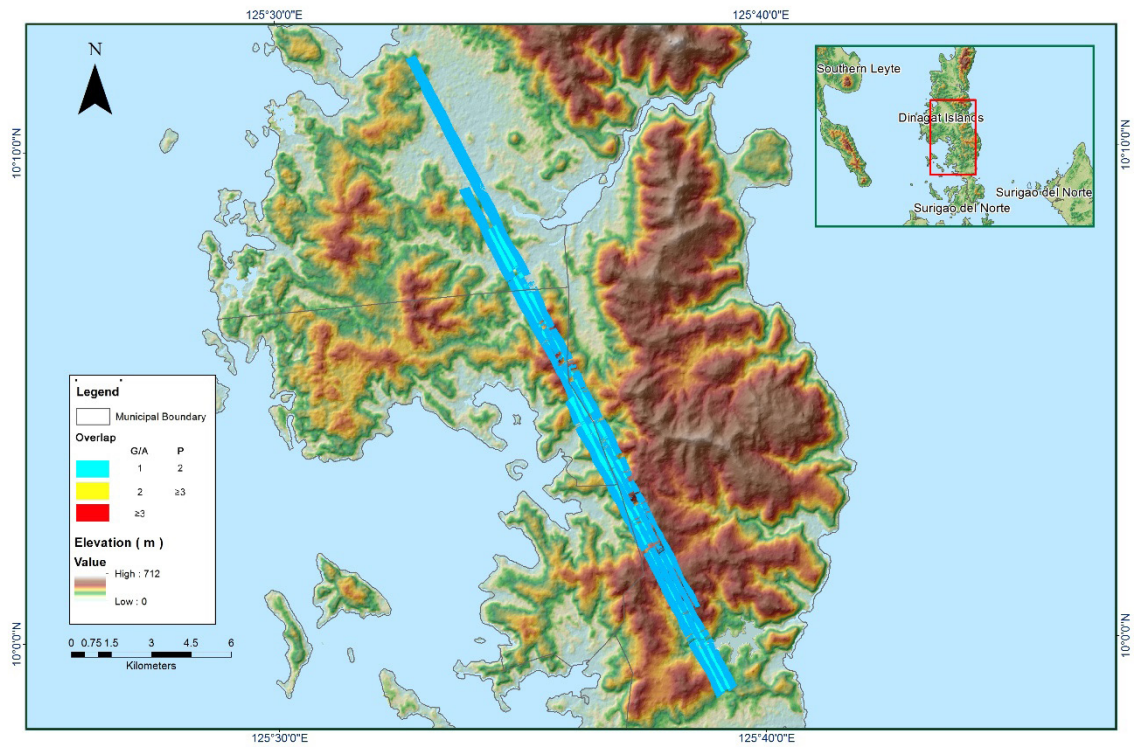 125°30'0"E 125°40'0"E
N
Southern Leyte
Dinagat Islands
Surigao del Norte
Surigao del Norte
10°10'0"N 10°10'0"N
Legend
Municipal Boundary
Overlap
G/A P
1 2
2 ≥3
≥3
Elevation ( m )
Value
High : 712
Low : 0
0 0.75 1.5 3 4.5 6
Kilometers
10°0'0"N 10°0'0"N
125°30'0"E 125°40'0"E